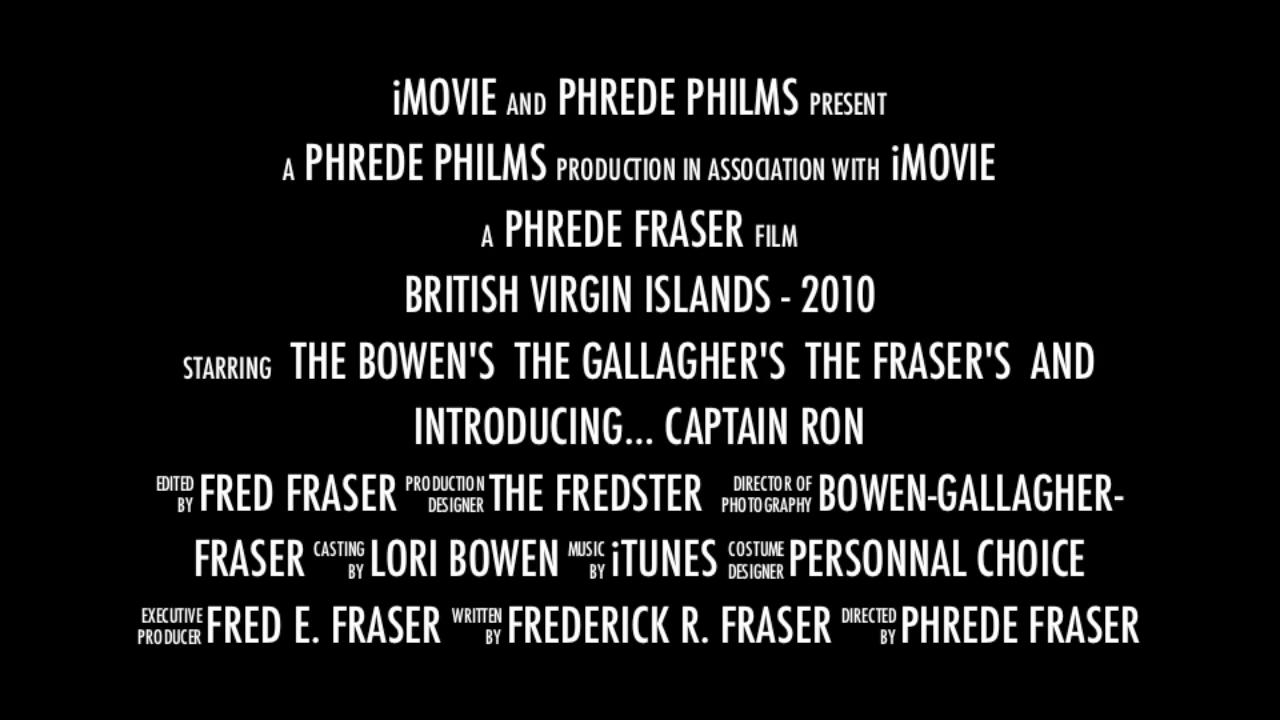 iMOVIE AND PHREDE PHILMS PRESENT
A PHREDE PHILMS PRODUCTION IN ASSOCIATION WITH iMOVIE
A PHREDE FRASER FILM
BRITISH VIRGIN ISLANDS - 2010
STARRING THE BOWEN'S THE GALLAGHER'S THE FRASER'S AND
INTRODUCING... CAPTAIN RON
EDITED BY FRED FRASER PRODUCTION DESIGNER THE FREDSTER DIRECTOR OF PHOTOGRAPHY BOWEN-GALLAGHER-
FRASER CASTING BY LORI BOWEN MUSIC BY iTUNES COSTUME DESIGNER PERSONNAL CHOICE
EXECUTIVE PRODUCER FRED E. FRASER WRITTEN BY FREDERICK R. FRASER DIRECTED BY PHREDE FRASER